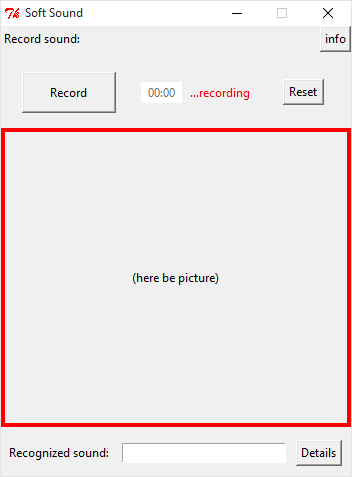 Soft Sound
Record sound:
info
Record
00:00
...recording
Reset
(here be picture)
Recognized sound:
Details